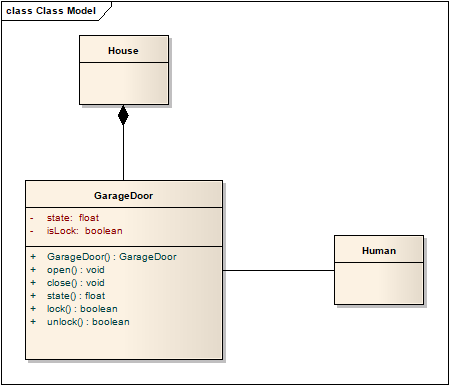 class Class Model
House
GarageDoor
- state: float
- isLock: boolean
+ GarageDoor() : GarageDoor
+ open() : void
+ close() : void
+ state() : float
+ lock() : boolean
+ unlock() : boolean
Human